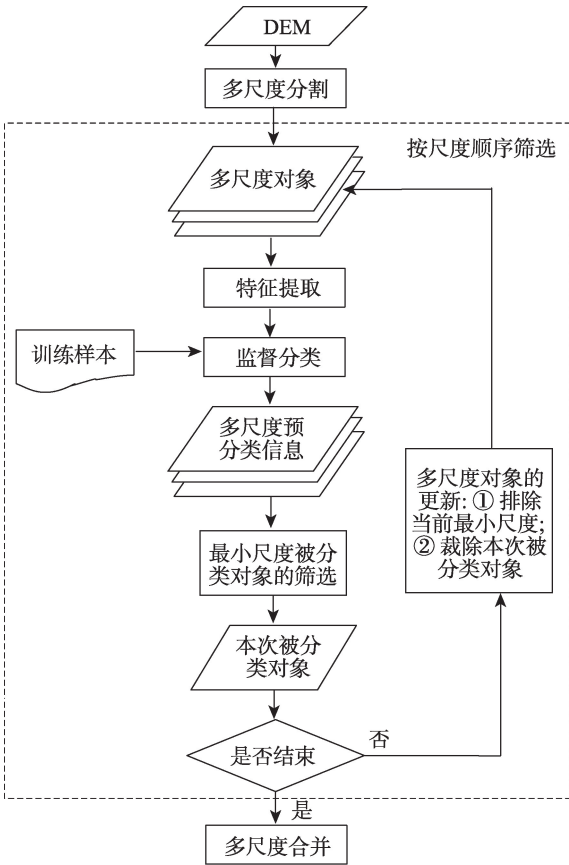 DEM
多尺度分割
按尺度顺序筛选
多尺度对象
特征提取
训练样本
监督分类
多尺度预
分类信息
多尺度对象的
更新: ① 排除
当前最小尺度;
② 裁除本次被
分类对象
最小尺度被分
类对象的筛选
本次被分
类对象
是否结束
否
是
多尺度合并